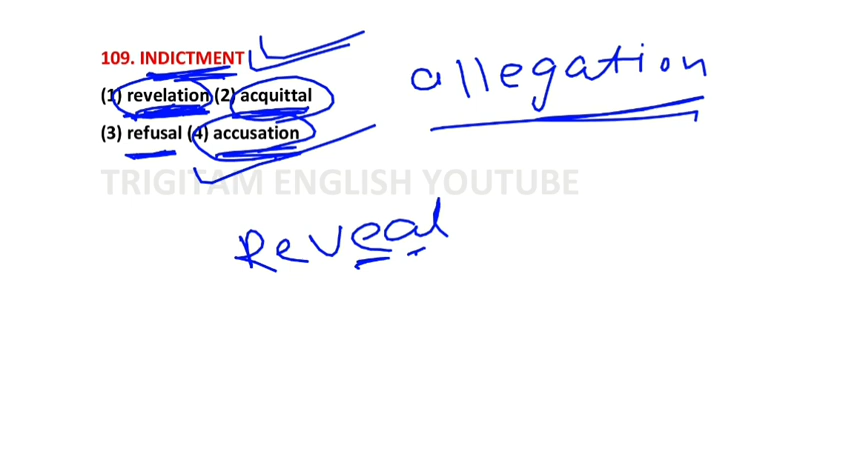 109. INDICTMENT
allegation
(1) revelation (2) acquittal
(3) refusal (4) accusation
TRIGITAM ENGLISH YOUTUBE
Reveal